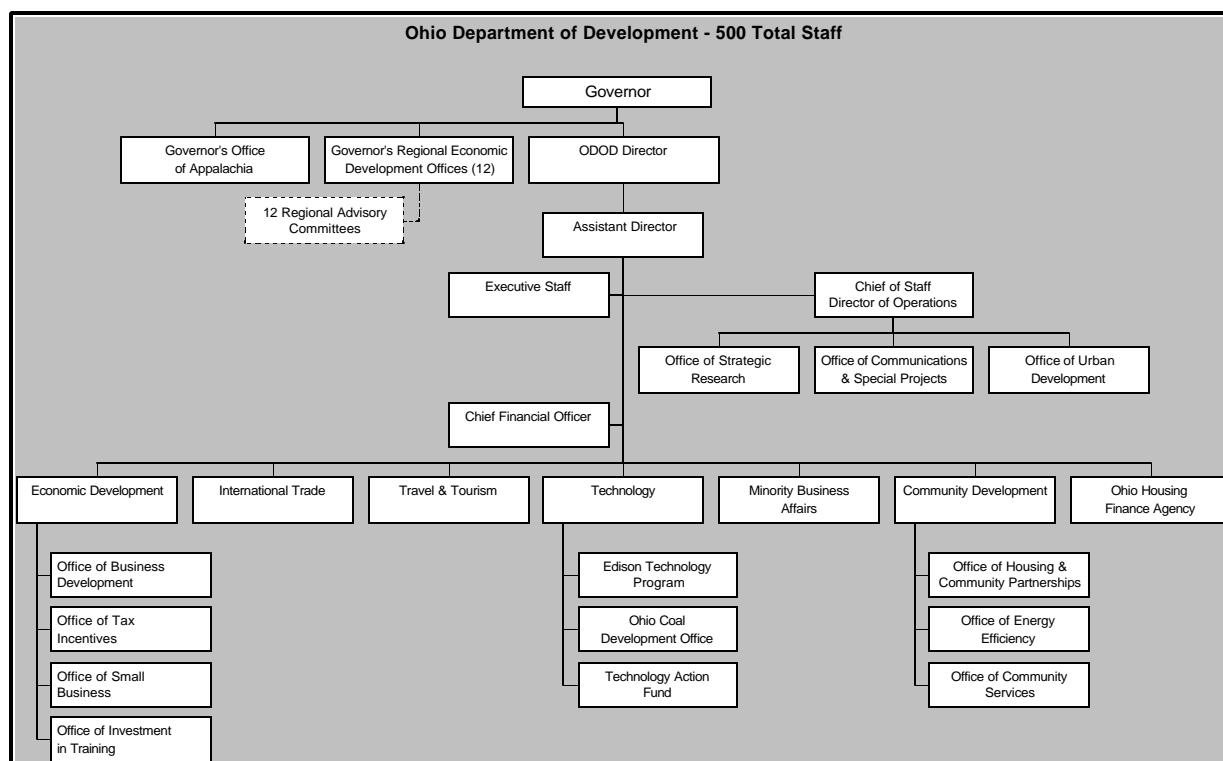 Ohio Department of Development - 500 Total Staff
Governor
Governor's Office
of Appalachia
Governor's Regional Economic
Development Offices (12)
ODOD Director
12 Regional Advisory
Committees
Assistant Director
Executive Staff
Chief of Staff
Director of Operations
Office of Strategic
Research
Office of Communications
& Special Projects
Office of Urban
Development
Chief Financial Officer
Economic Development
International Trade
Travel & Tourism
Technology
Minority Business
Affairs
Community Development
Ohio Housing
Finance Agency
Office of Business
Development
Office of Tax
Incentives
Office of Small
Business
Office of Investment
in Training
Edison Technology
Program
Ohio Coal
Development Office
Technology Action
Fund
Office of Housing &
Community Partnerships
Office of Energy
Efficiency
Office of Community
Services